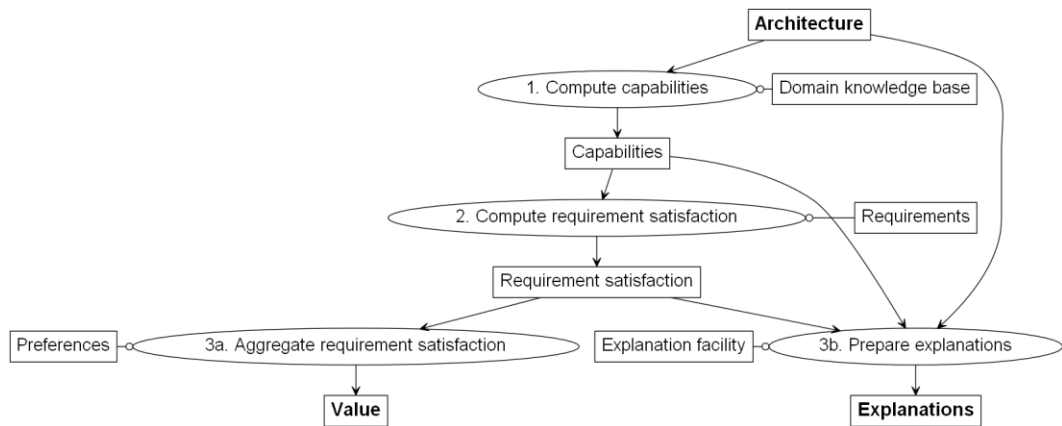 Architecture
1. Compute capabilities
Domain knowledge base
Capabilities
2. Compute requirement satisfaction
Requirements
Requirement satisfaction
Preferences
3a. Aggregate requirement satisfaction
Explanation facility
3b. Prepare explanations
Value
Explanations